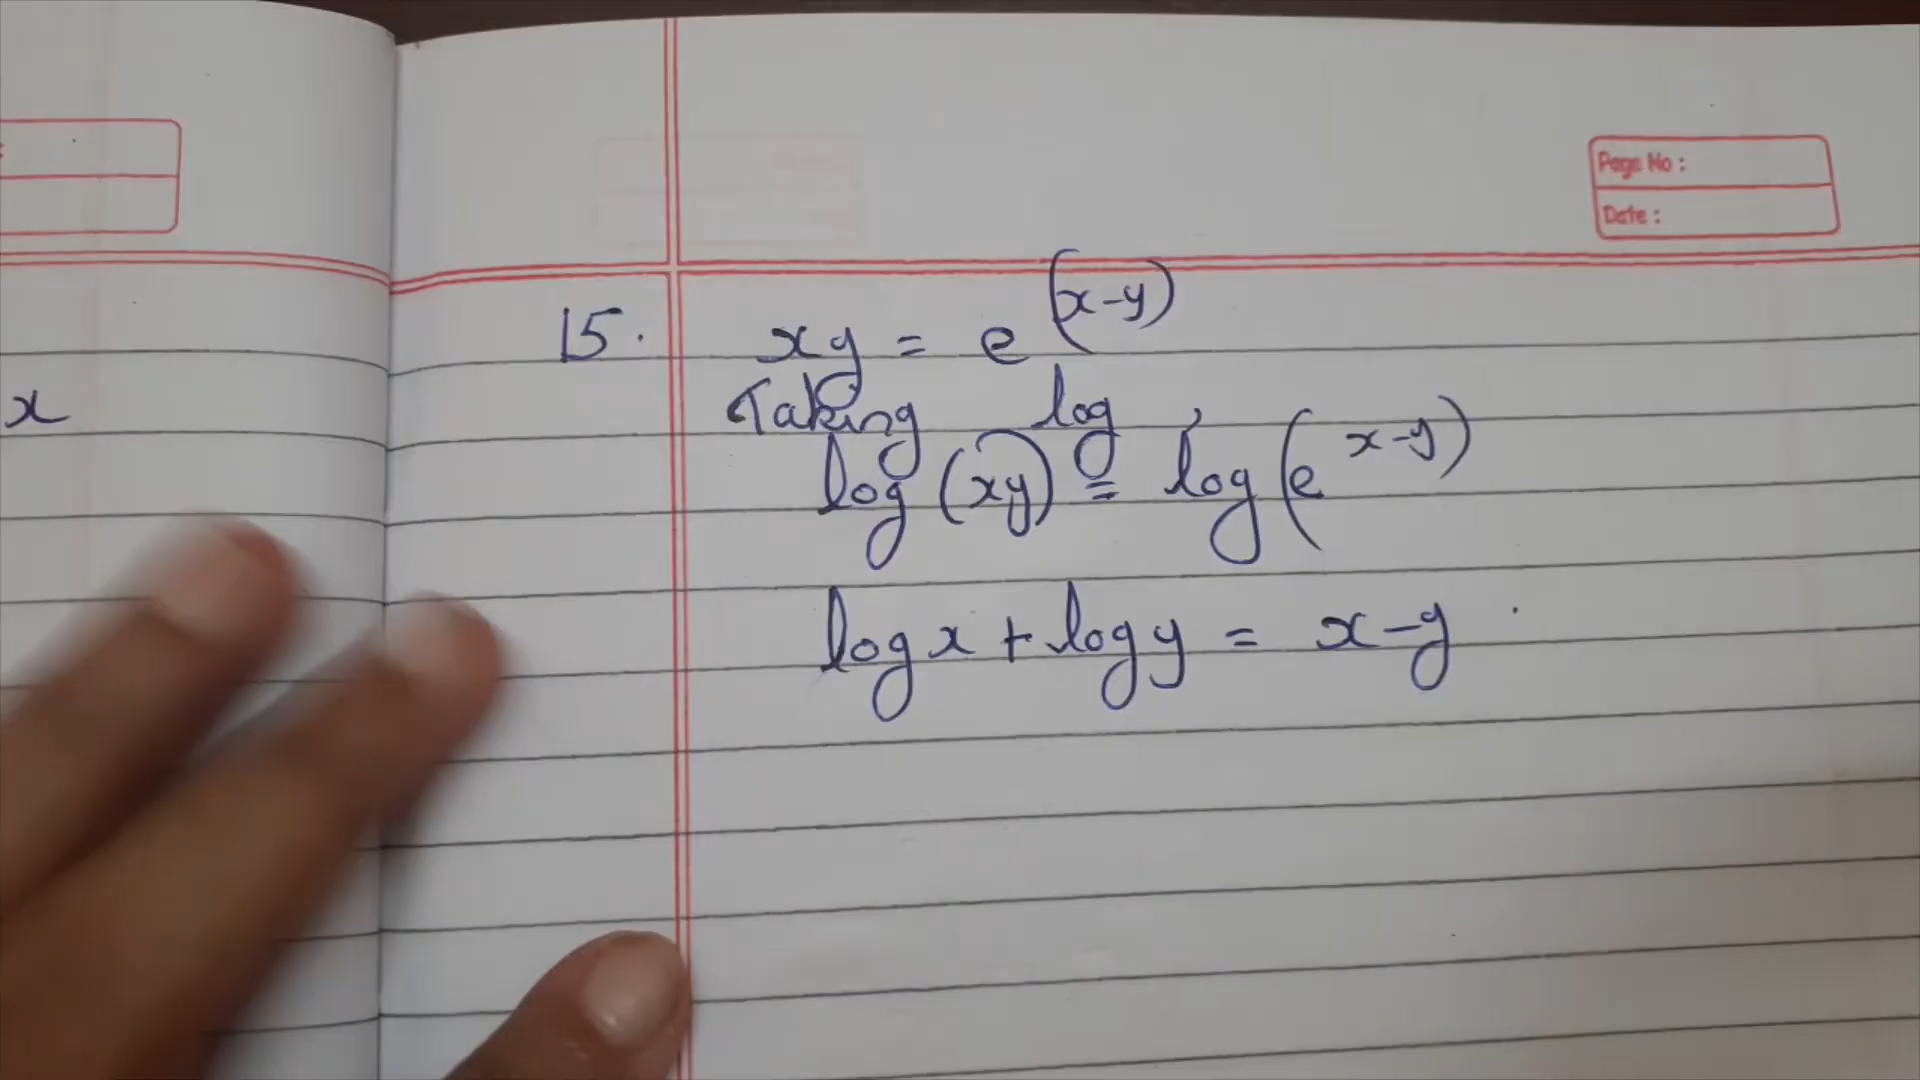 Page No :
Date :
15. xy = e^(x-y)
x
Taking log,
log (xy) = log (e^x-y)
log x + log y = x - y